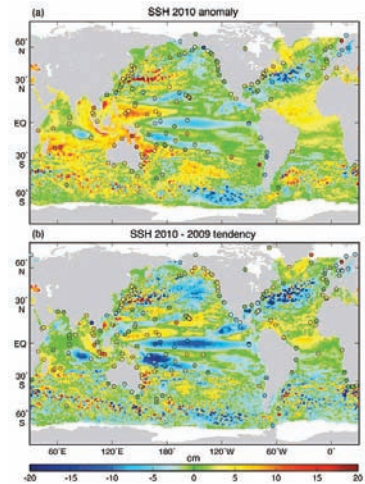 (a) SSH 2010 anomaly
60°
N
30°
EQ
30°
S
60°
S
(b) SSH 2010 - 2009 tendency
60°
N
30°
EQ
30°
S
60°
S
60°E 120°E 180° 120°W 60°W 0°
cm
-20 -15 -10 -5 0 5 10 15 20